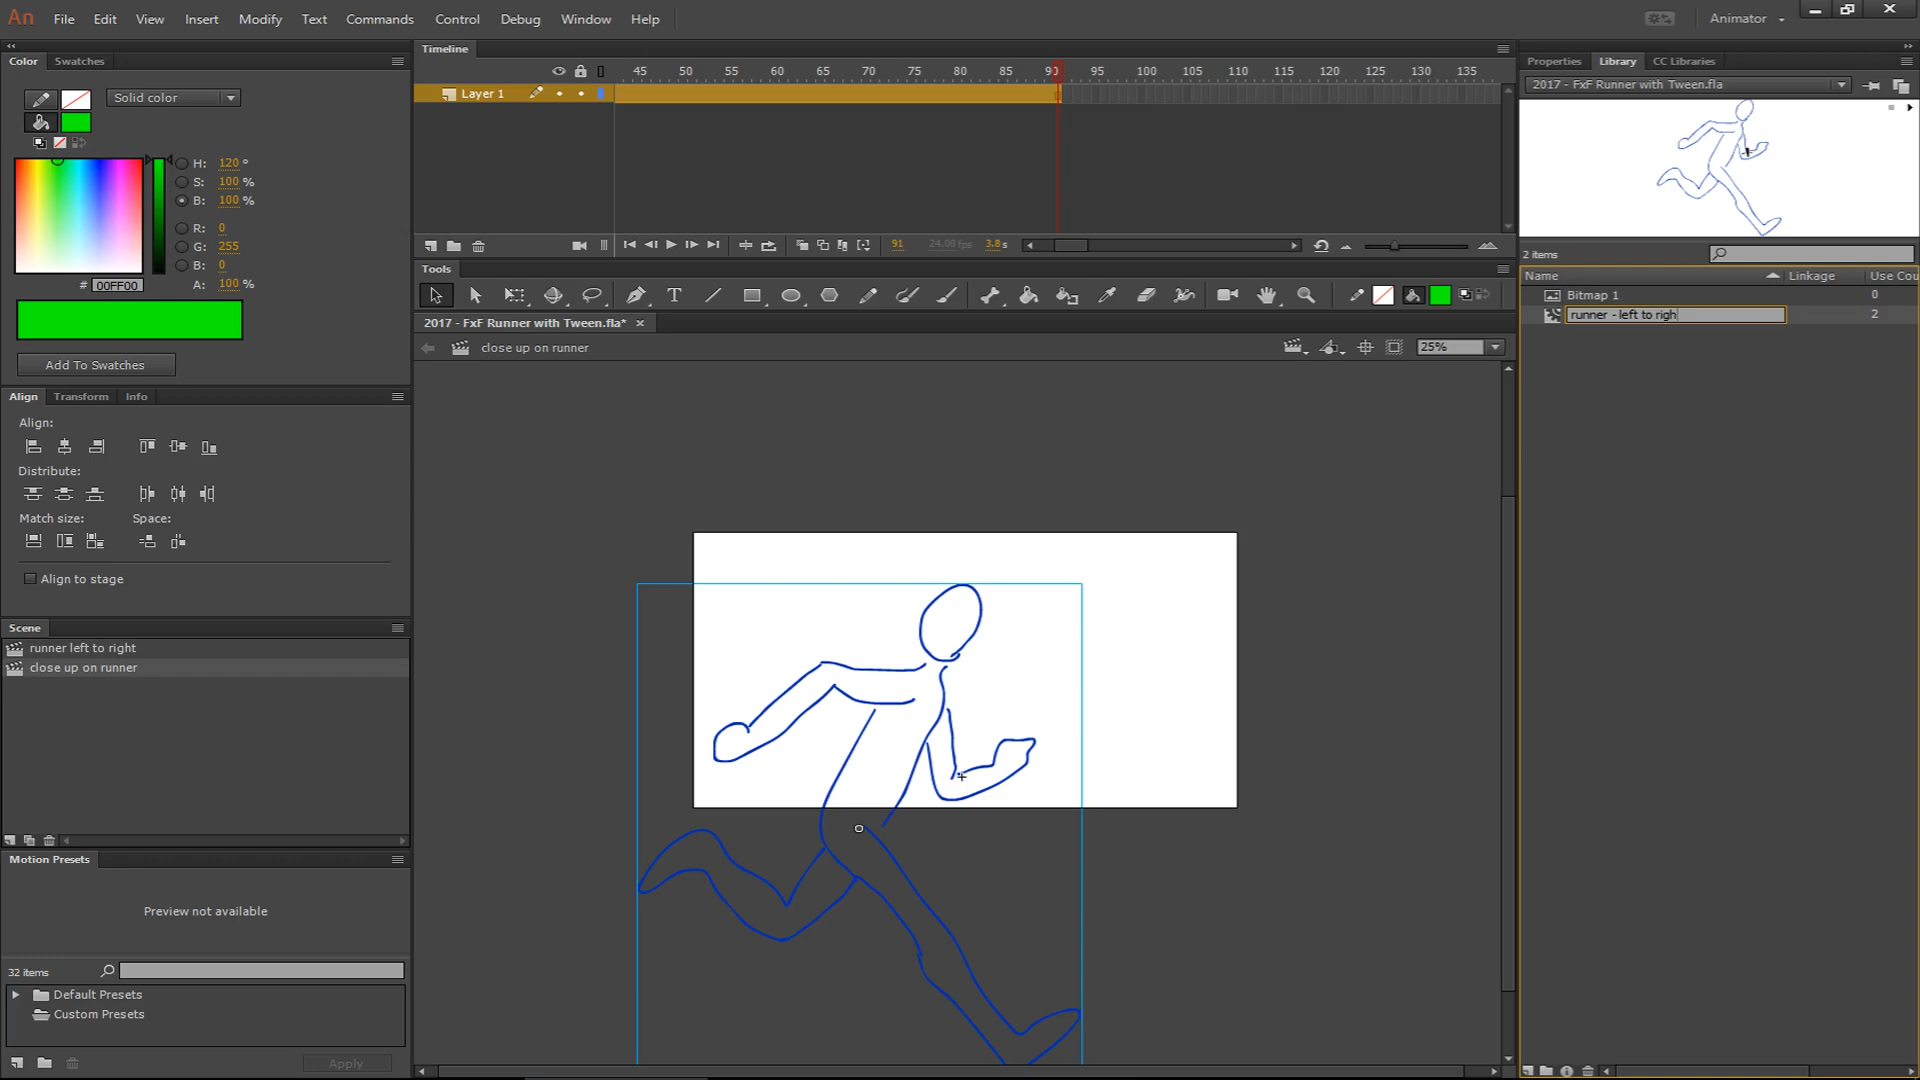 An File Edit View Insert Modify Text Commands Control Debug Window Help Animator
Color Swatches
Solid color
H: 120 °
S: 100 %
B: 100 %
R: 0
G: 255
B: 0
A: 100 %
# 00FF00
Add To Swatches
Align Transform Info
Align:
Distribute:
Match size: Space:
Align to stage
Scene
runner left to right
close up on runner
Motion Presets
Preview not available
32 items
Default Presets
Custom Presets
Apply
Timeline
45 50 55 60 65 70 75 80 85 90 95 100 105 110 115 120 125 130 135
Layer 1
91 24.00 fps 3.8 s
Tools
2017 - FxF Runner with Tween.fla*
close up on runner
25%
Properties Library CC Libraries
2017 - FxF Runner with Tween.fla
2 items
Name Linkage Use Cou
Bitmap 1 0
runner - left to righ 2